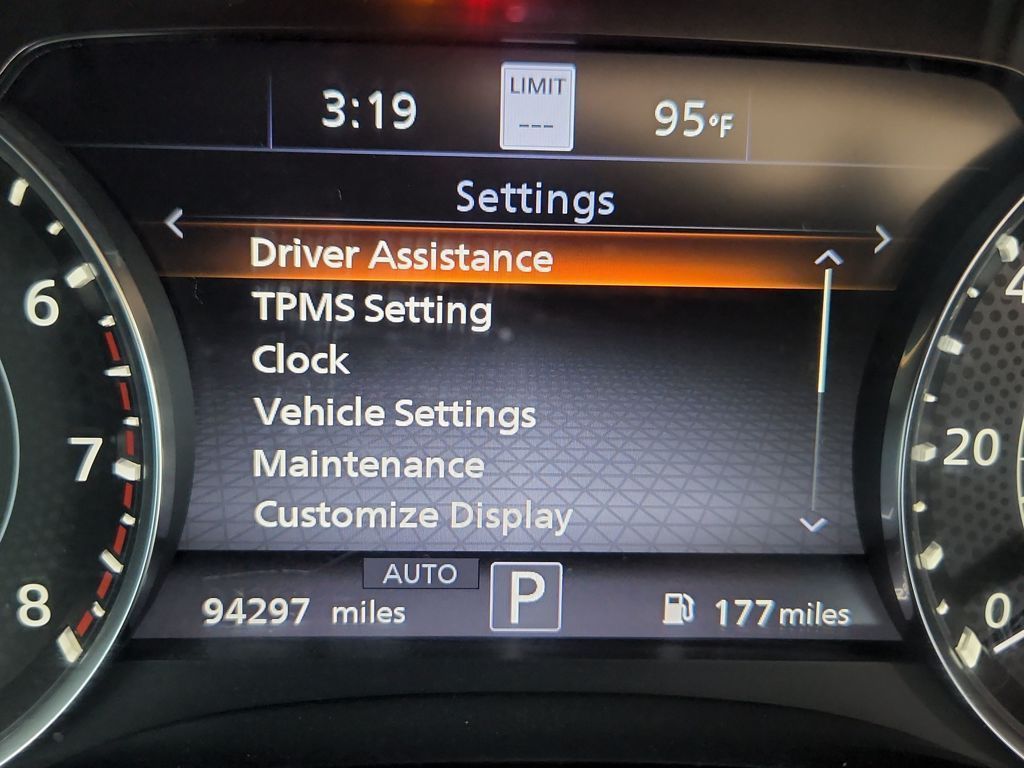 3:19
LIMIT
---
95°F
Settings
Driver Assistance
TPMS Setting
Clock
Vehicle Settings
Maintenance
Customize Display
AUTO
94297 miles
P
177 miles
6
7
8
4
20
0